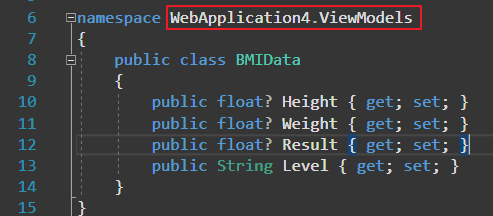 6 namespace WebApplication4.ViewModels
7 {
8 public class BMIData
9 {
10 public float? Height { get; set; }
11 public float? Weight { get; set; }
12 public float? Result { get; set; }
13 public String Level { get; set; }
14 }
15 }